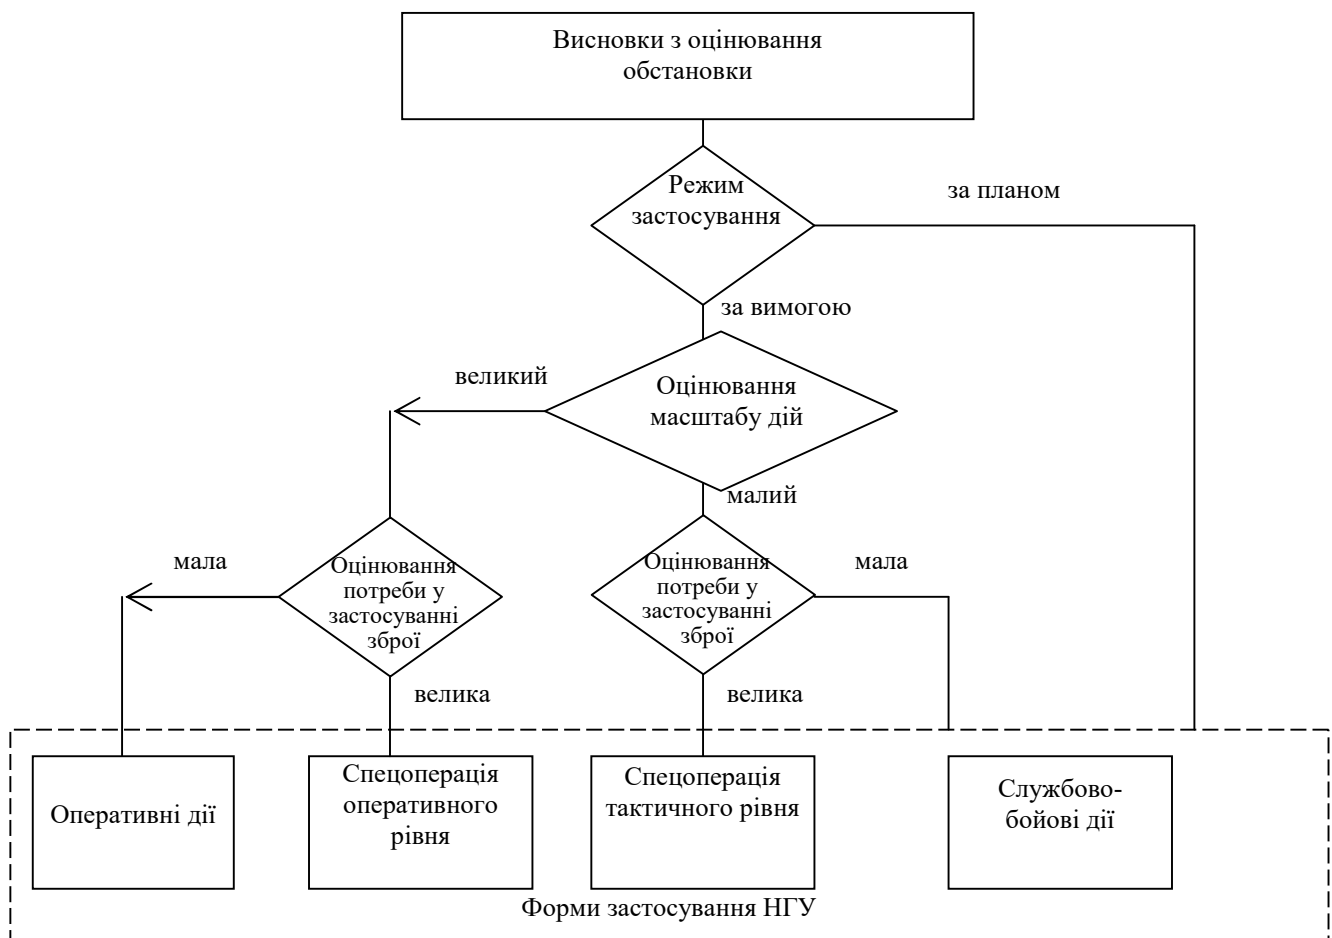 Висновки з оцінювання
обстановки
Режим
застосування
за планом
за вимогою
великий
Оцінювання
масштабу дій
малий
мала
Оцінювання
потреби у
застосуванні
зброї
Оцінювання
потреби у
застосуванні
зброї
мала
велика
велика
Оперативні дії
Спецоперація
оперативного
рівня
Спецоперація
тактичного рівня
Службово-
бойові дії
Форми застосування НГУ